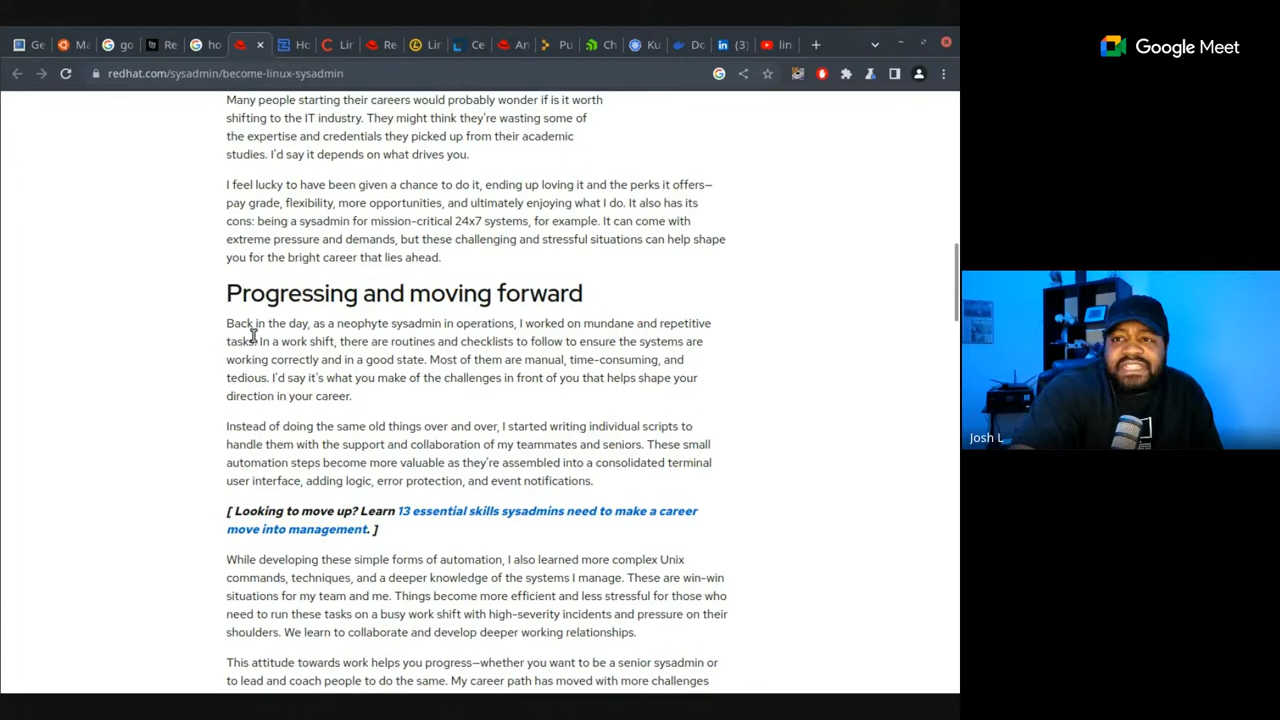 Ge
Ma
go
Re
ho
Ho
Lir
Re
Lir
Ce
An
Pu
Ch
Ku
Do
(3)
lin
redhat.com/sysadmin/become-linux-sysadmin
Google Meet
Many people starting their careers would probably wonder if is it worth
shifting to the IT industry. They might think they're wasting some of
the expertise and credentials they picked up from their academic
studies. I'd say it depends on what drives you.
I feel lucky to have been given a chance to do it, ending up loving it and the perks it offers—
pay grade, flexibility, more opportunities, and ultimately enjoying what I do. It also has its
cons: being a sysadmin for mission-critical 24x7 systems, for example. It can come with
extreme pressure and demands, but these challenging and stressful situations can help shape
you for the bright career that lies ahead.
Progressing and moving forward
Back in the day, as a neophyte sysadmin in operations, I worked on mundane and repetitive
tasks. In a work shift, there are routines and checklists to follow to ensure the systems are
working correctly and in a good state. Most of them are manual, time-consuming, and
tedious. I'd say it's what you make of the challenges in front of you that helps shape your
direction in your career.
Instead of doing the same old things over and over, I started writing individual scripts to
handle them with the support and collaboration of my teammates and seniors. These small
automation steps become more valuable as they're assembled into a consolidated terminal
user interface, adding logic, error protection, and event notifications.
[ Looking to move up? Learn 13 essential skills sysadmins need to make a career
move into management. ]
While developing these simple forms of automation, I also learned more complex Unix
commands, techniques, and a deeper knowledge of the systems I manage. These are win-win
situations for my team and me. Things become more efficient and less stressful for those who
need to run these tasks on a busy work shift with high-severity incidents and pressure on their
shoulders. We learn to collaborate and develop deeper working relationships.
This attitude towards work helps you progress—whether you want to be a senior sysadmin or
to lead and coach people to do the same. My career path has moved with more challenges
Josh L